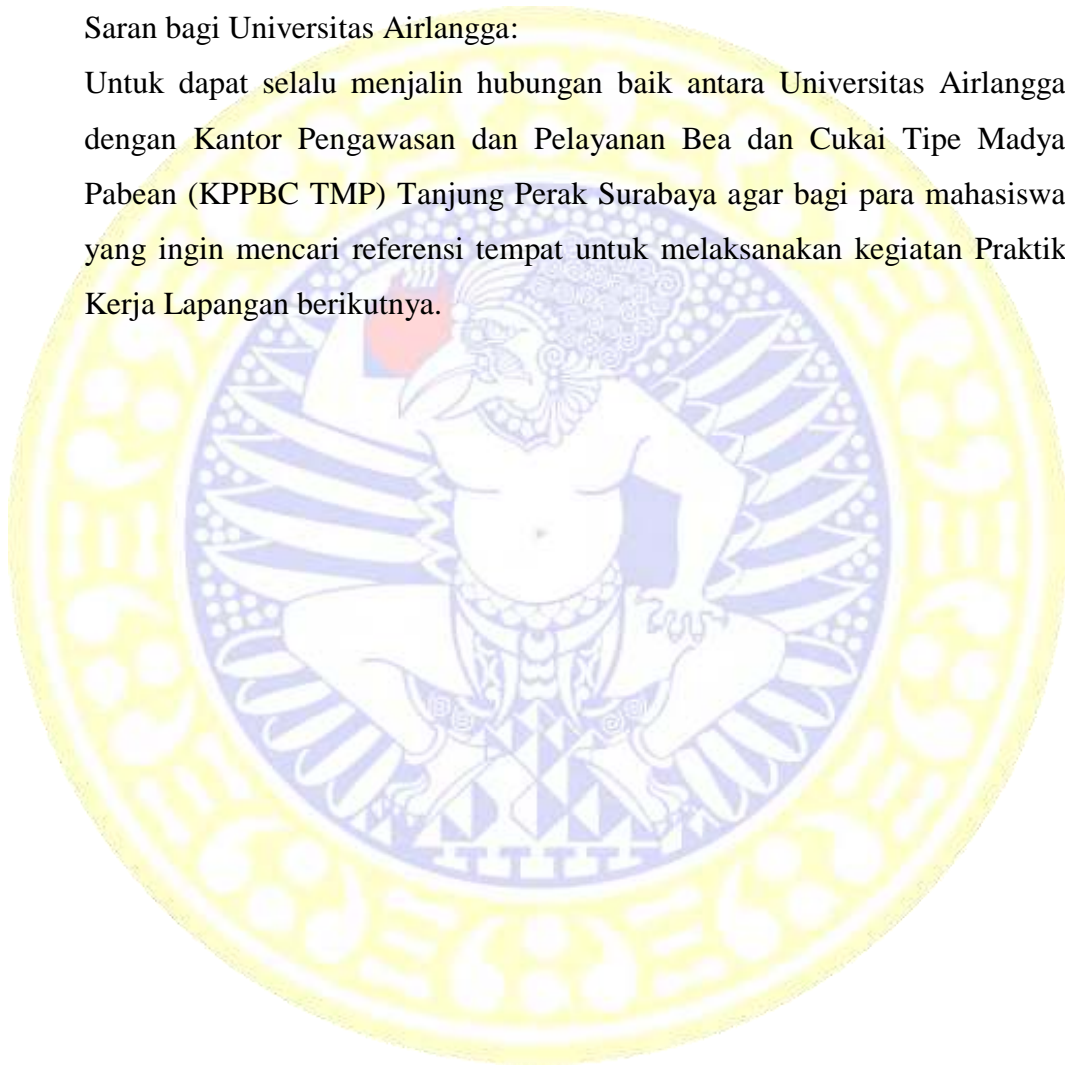 Saran bagi Universitas Airlangga:
Untuk dapat selalu menjalin hubungan baik antara Universitas Airlangga
dengan Kantor Pengawasan dan Pelayanan Bea dan Cukai Tipe Madya
Pabean (KPPBC TMP) Tanjung Perak Surabaya agar bagi para mahasiswa
yang ingin mencari referensi tempat untuk melaksanakan kegiatan Praktik
Kerja Lapangan berikutnya.